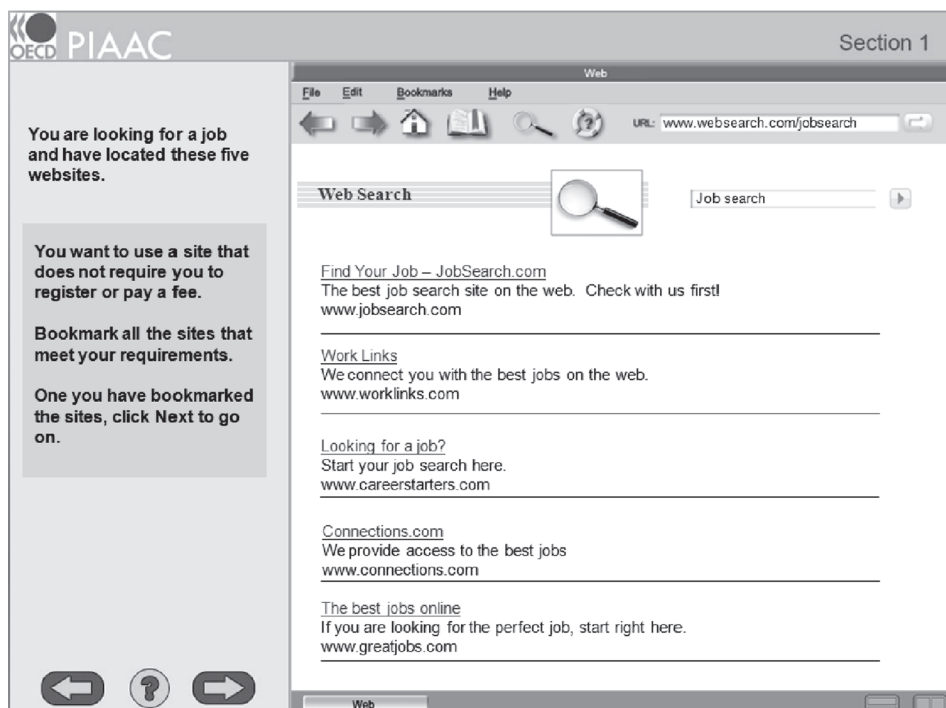 OECD PIAAC
Section 1
You are looking for a job
and have located these five
websites.
You want to use a site that
does not require you to
register or pay a fee.
Bookmark all the sites that
meet your requirements.
One you have bookmarked
the sites, click Next to go
on.
Web
File Edit Bookmarks Help
URL: www.websearch.com/jobsearch
Web Search
Job search
Find Your Job – JobSearch.com
The best job search site on the web. Check with us first!
www.jobsearch.com
Work Links
We connect you with the best jobs on the web.
www.worklinks.com
Looking for a job?
Start your job search here.
www.careerstarters.com
Connections.com
We provide access to the best jobs
www.connections.com
The best jobs online
If you are looking for the perfect job, start right here.
www.greatjobs.com
Web